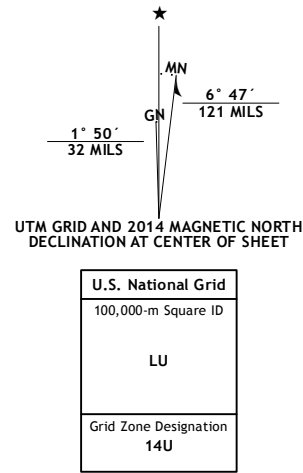 ★
MN
GN
6° 47´
121 MILS
1° 50´
32 MILS
UTM GRID AND 2014 MAGNETIC NORTH
DECLINATION AT CENTER OF SHEET
U.S. National Grid
100,000-m Square ID
LU
Grid Zone Designation
14U